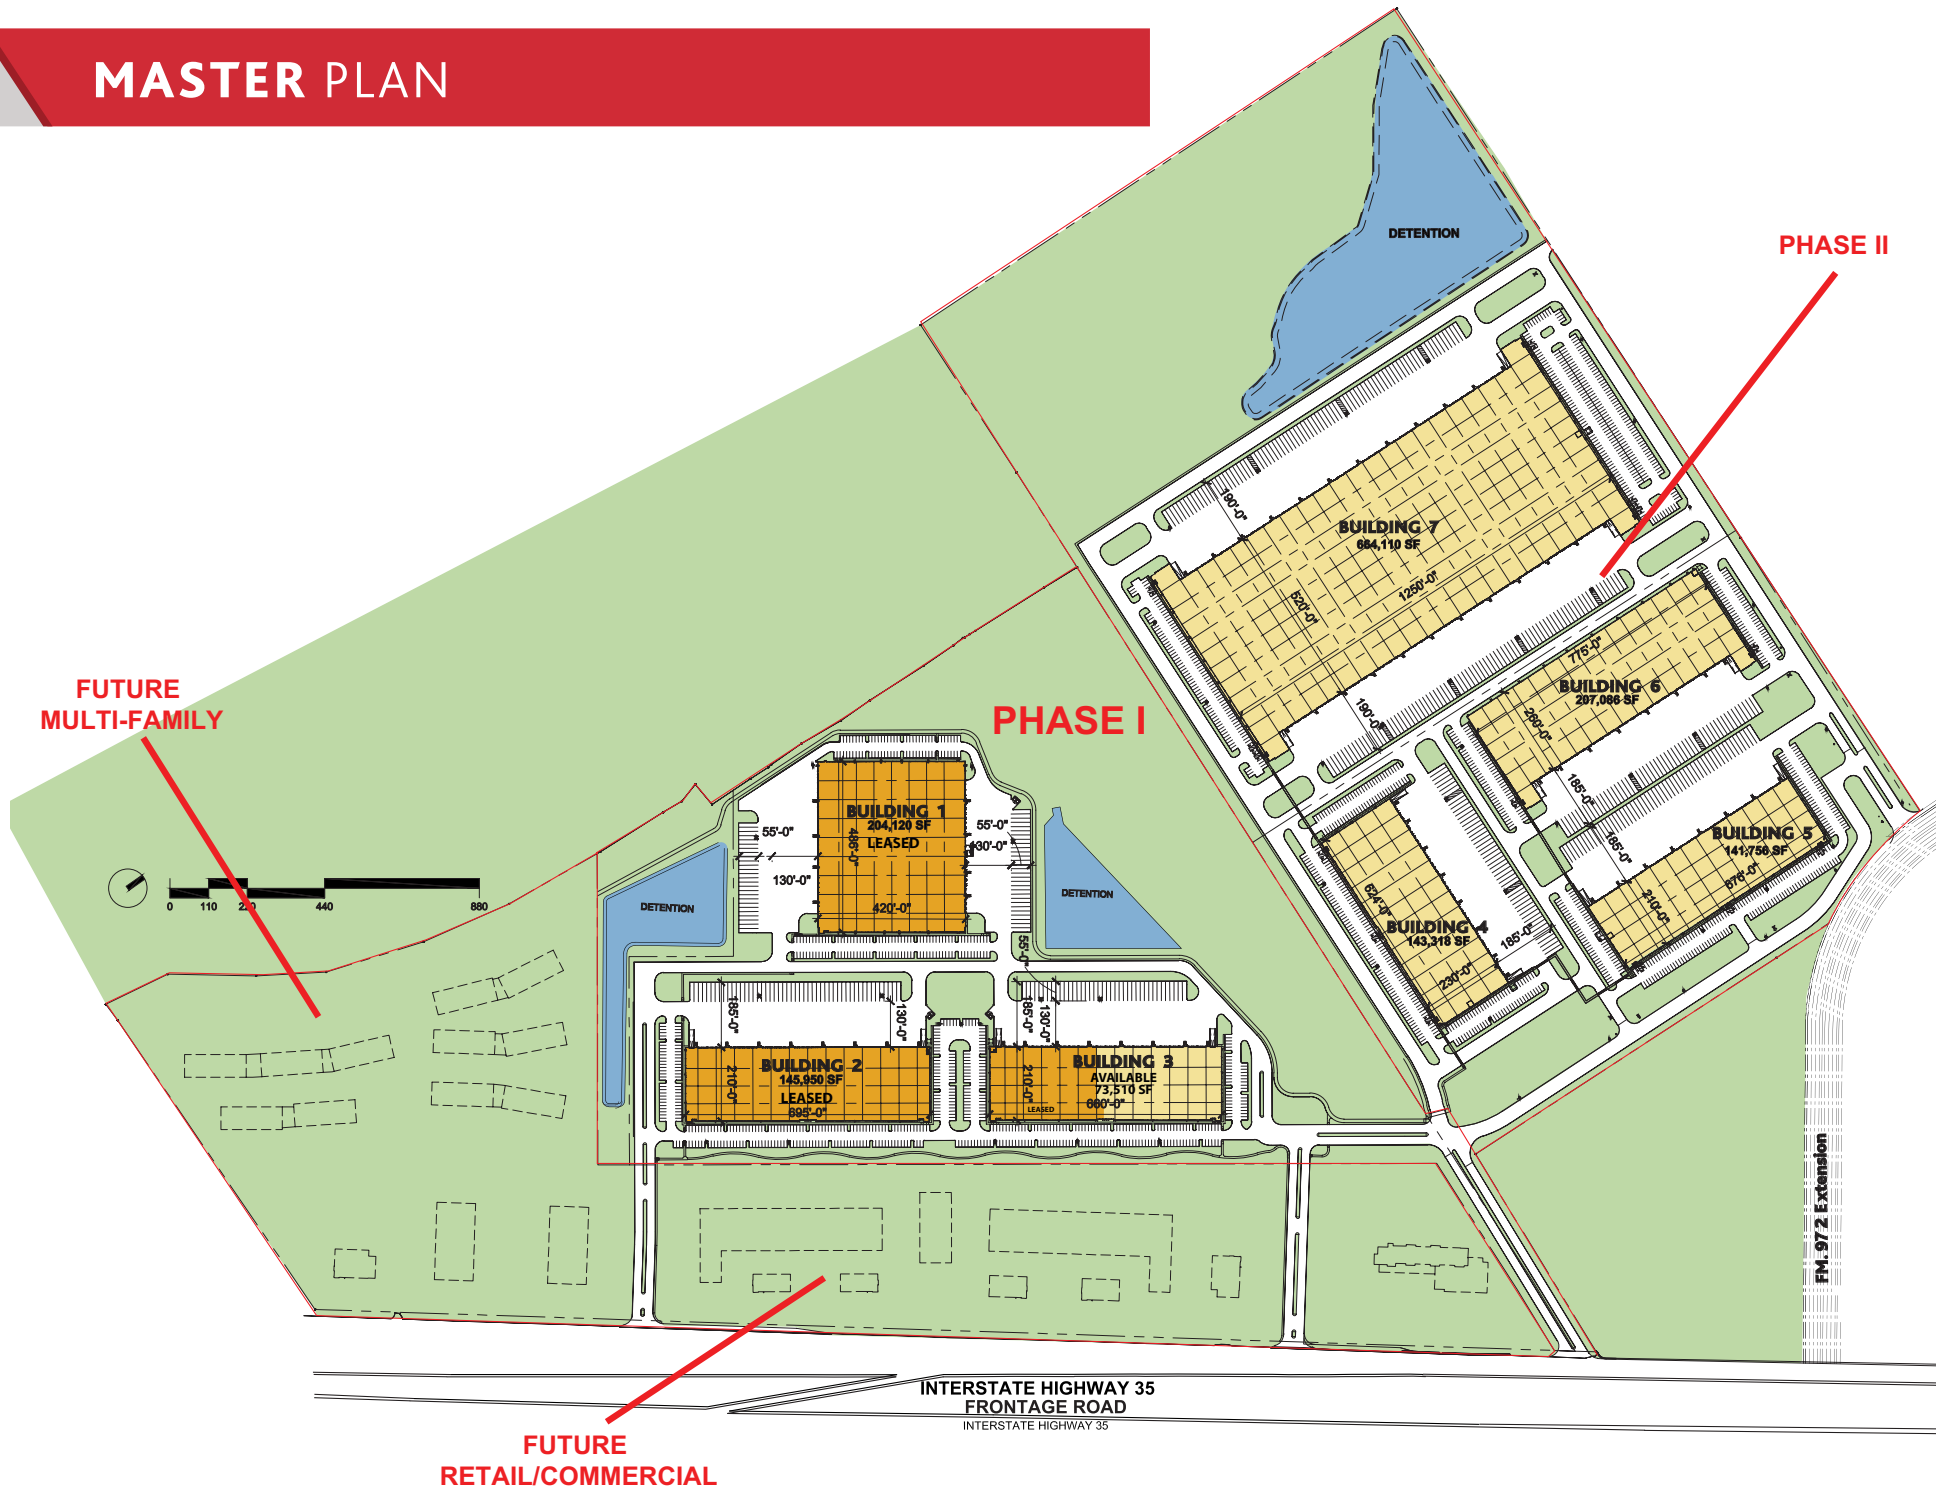 MASTER PLAN
DETENTION
PHASE II
190'-0"
BUILDING 7
664,110 SF
520'-0"
1250'-0"
190'-0"
775'-0"
BUILDING 6
207,086 SF
260'-0"
185'-0"
185'-0"
BUILDING 5
141,756 SF
676'-0"
210'-0"
624'-0"
BUILDING 4
143,318 SF
185'-0"
230'-0"
FUTURE
MULTI-FAMILY
PHASE I
BUILDING 1
204,120 SF
LEASED
486'-0"
420'-0"
55'-0"
130'-0"
55'-0"
130'-0"
DETENTION
DETENTION
0 110 220 440 880
55'-0"
185'-0"
130'-0"
185'-0"
130'-0"
BUILDING 2
145,950 SF
LEASED
695'-0"
210'-0"
BUILDING 3
AVAILABLE
73,510 SF
660'-0"
210'-0"
LEASED
FM. 972 Extension
INTERSTATE HIGHWAY 35
FRONTAGE ROAD
INTERSTATE HIGHWAY 35
FUTURE
RETAIL/COMMERCIAL